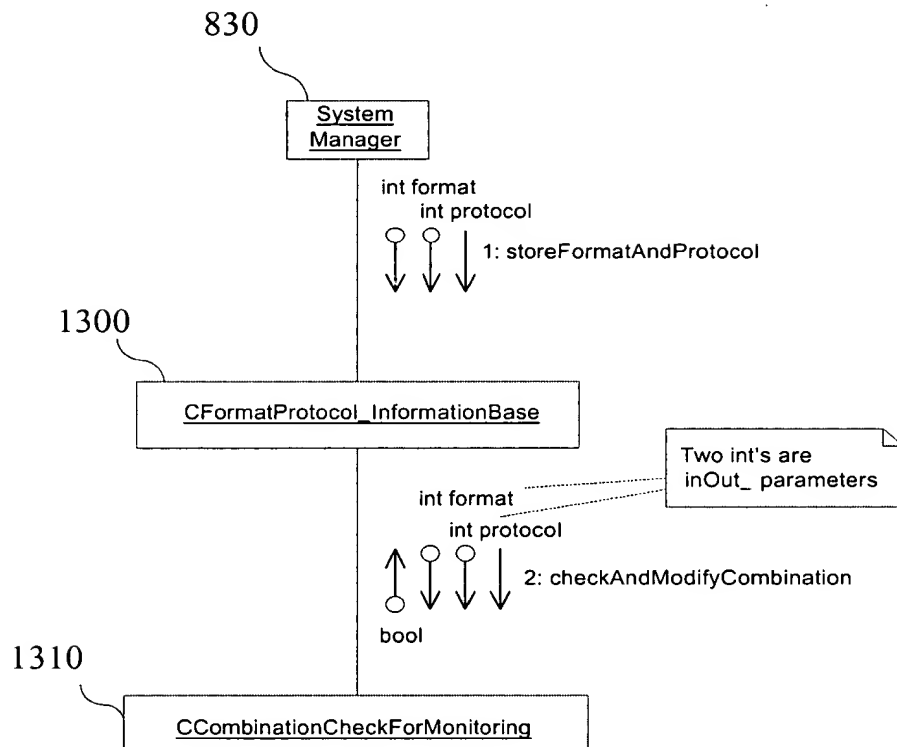 830
System
Manager
int format
int protocol
1: storeFormatAndProtocol
1300
CFormatProtocol_InformationBase
Two int's are
inOut_ parameters
int format
int protocol
2: checkAndModifyCombination
bool
1310
CCombinationCheckForMonitoring